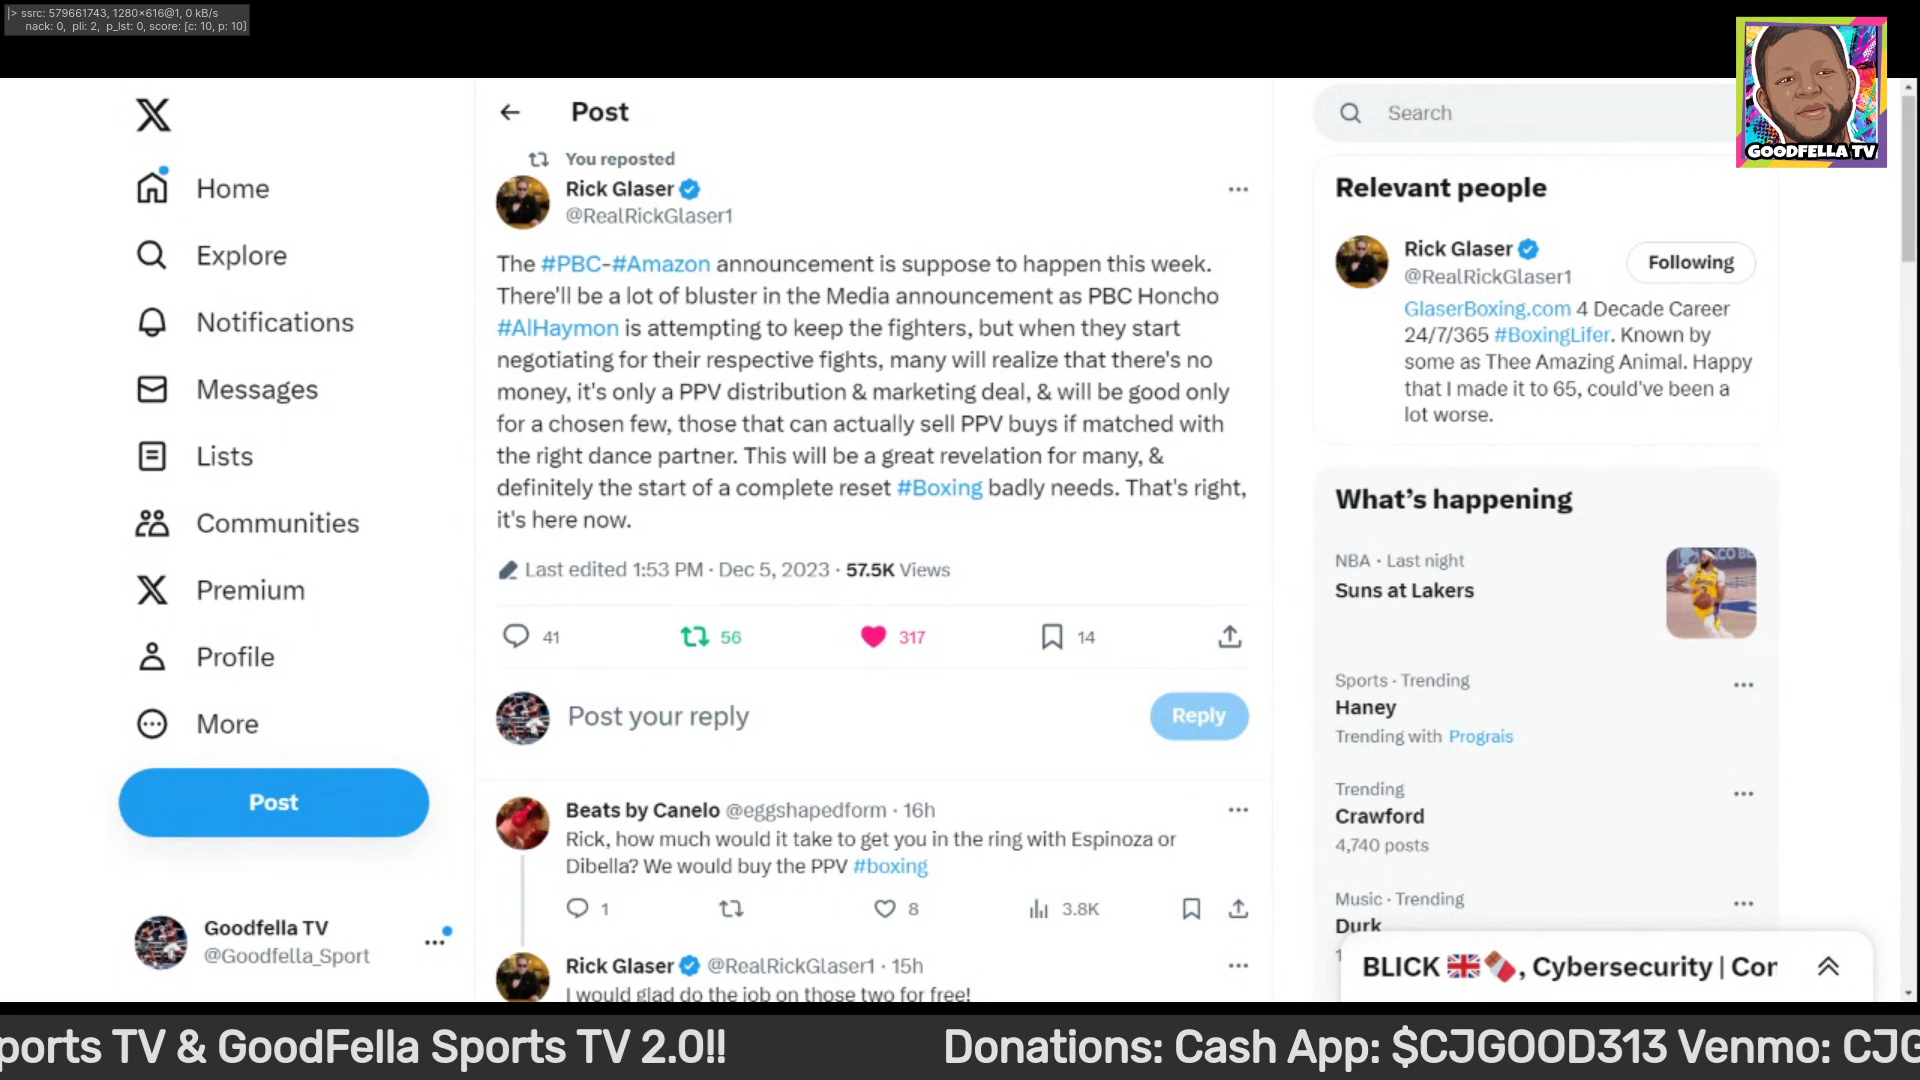 |> ssrc: 579661743, 1280×616@1, 0 kB/s
nack: 0, pli: 2, p_lst: 0, score: [c: 10, p: 10]
GOODFELLA TV
Home
Explore
Notifications
Messages
Lists
Communities
Premium
Profile
More
Post
Goodfella TV
@Goodfella_Sport
Post
You reposted
Rick Glaser
@RealRickGlaser1
The #PBC-#Amazon announcement is suppose to happen this week.
There'll be a lot of bluster in the Media announcement as PBC Honcho
#AlHaymon is attempting to keep the fighters, but when they start
negotiating for their respective fights, many will realize that there's no
money, it's only a PPV distribution & marketing deal, & will be good only
for a chosen few, those that can actually sell PPV buys if matched with
the right dance partner. This will be a great revelation for many, &
definitely the start of a complete reset #Boxing badly needs. That's right,
it's here now.
Last edited 1:53 PM · Dec 5, 2023 · 57.5K Views
41 56 317 14
Post your reply
Reply
Beats by Canelo @eggshapedform · 16h
Rick, how much would it take to get you in the ring with Espinoza or
Dibella? We would buy the PPV #boxing
1 8 3.8K
Rick Glaser @RealRickGlaser1 · 15h
I would glad do the job on those two for free!
Search
Relevant people
Rick Glaser
@RealRickGlaser1
Following
GlaserBoxing.com 4 Decade Career
24/7/365 #BoxingLifer. Known by
some as Thee Amazing Animal. Happy
that I made it to 65, could've been a
lot worse.
What's happening
NBA · Last night
Suns at Lakers
Sports · Trending
Haney
Trending with Prograis
Trending
Crawford
4,740 posts
Music · Trending
Durk
BLICK 🇬🇧🍫, Cybersecurity | Cor
ports TV & GoodFella Sports TV 2.0!! Donations: Cash App: $CJGOOD313 Venmo: CJG